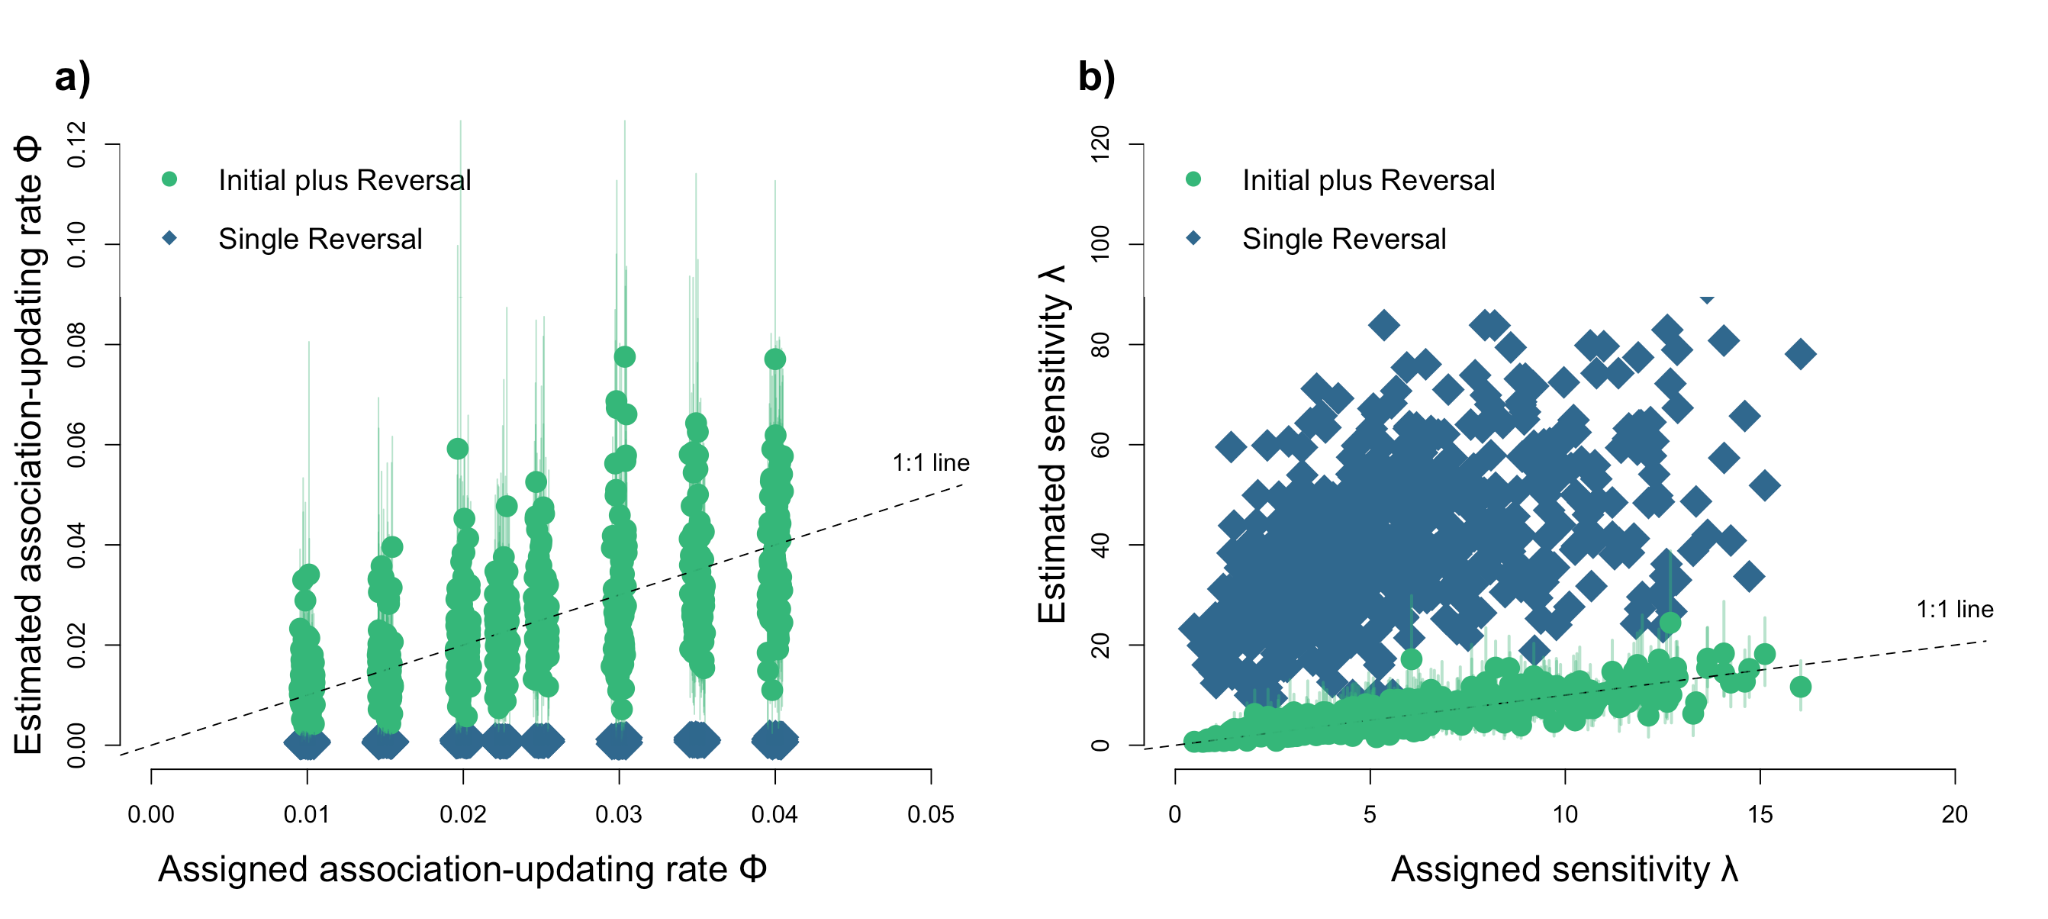 a)
Estimated association-updating rate Φ
0.12
0.10
0.08
0.06
0.04
0.02
0.00
Initial plus Reversal
Single Reversal
1:1 line
0.00 0.01 0.02 0.03 0.04 0.05
Assigned association-updating rate Φ
b)
Estimated sensitivity λ
120
100
80
60
40
20
0
Initial plus Reversal
Single Reversal
1:1 line
0 5 10 15 20
Assigned sensitivity λ